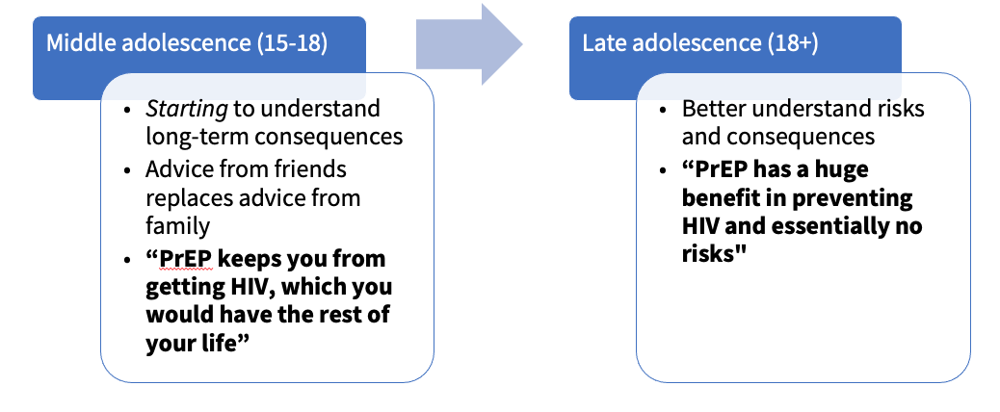 Middle adolescence (15-18)
• Starting to understand
long-term consequences
• Advice from friends
replaces advice from
family
• “PrEP keeps you from
getting HIV, which you
would have the rest of
your life”
Late adolescence (18+)
• Better understand risks
and consequences
• “PrEP has a huge
benefit in preventing
HIV and essentially no
risks"